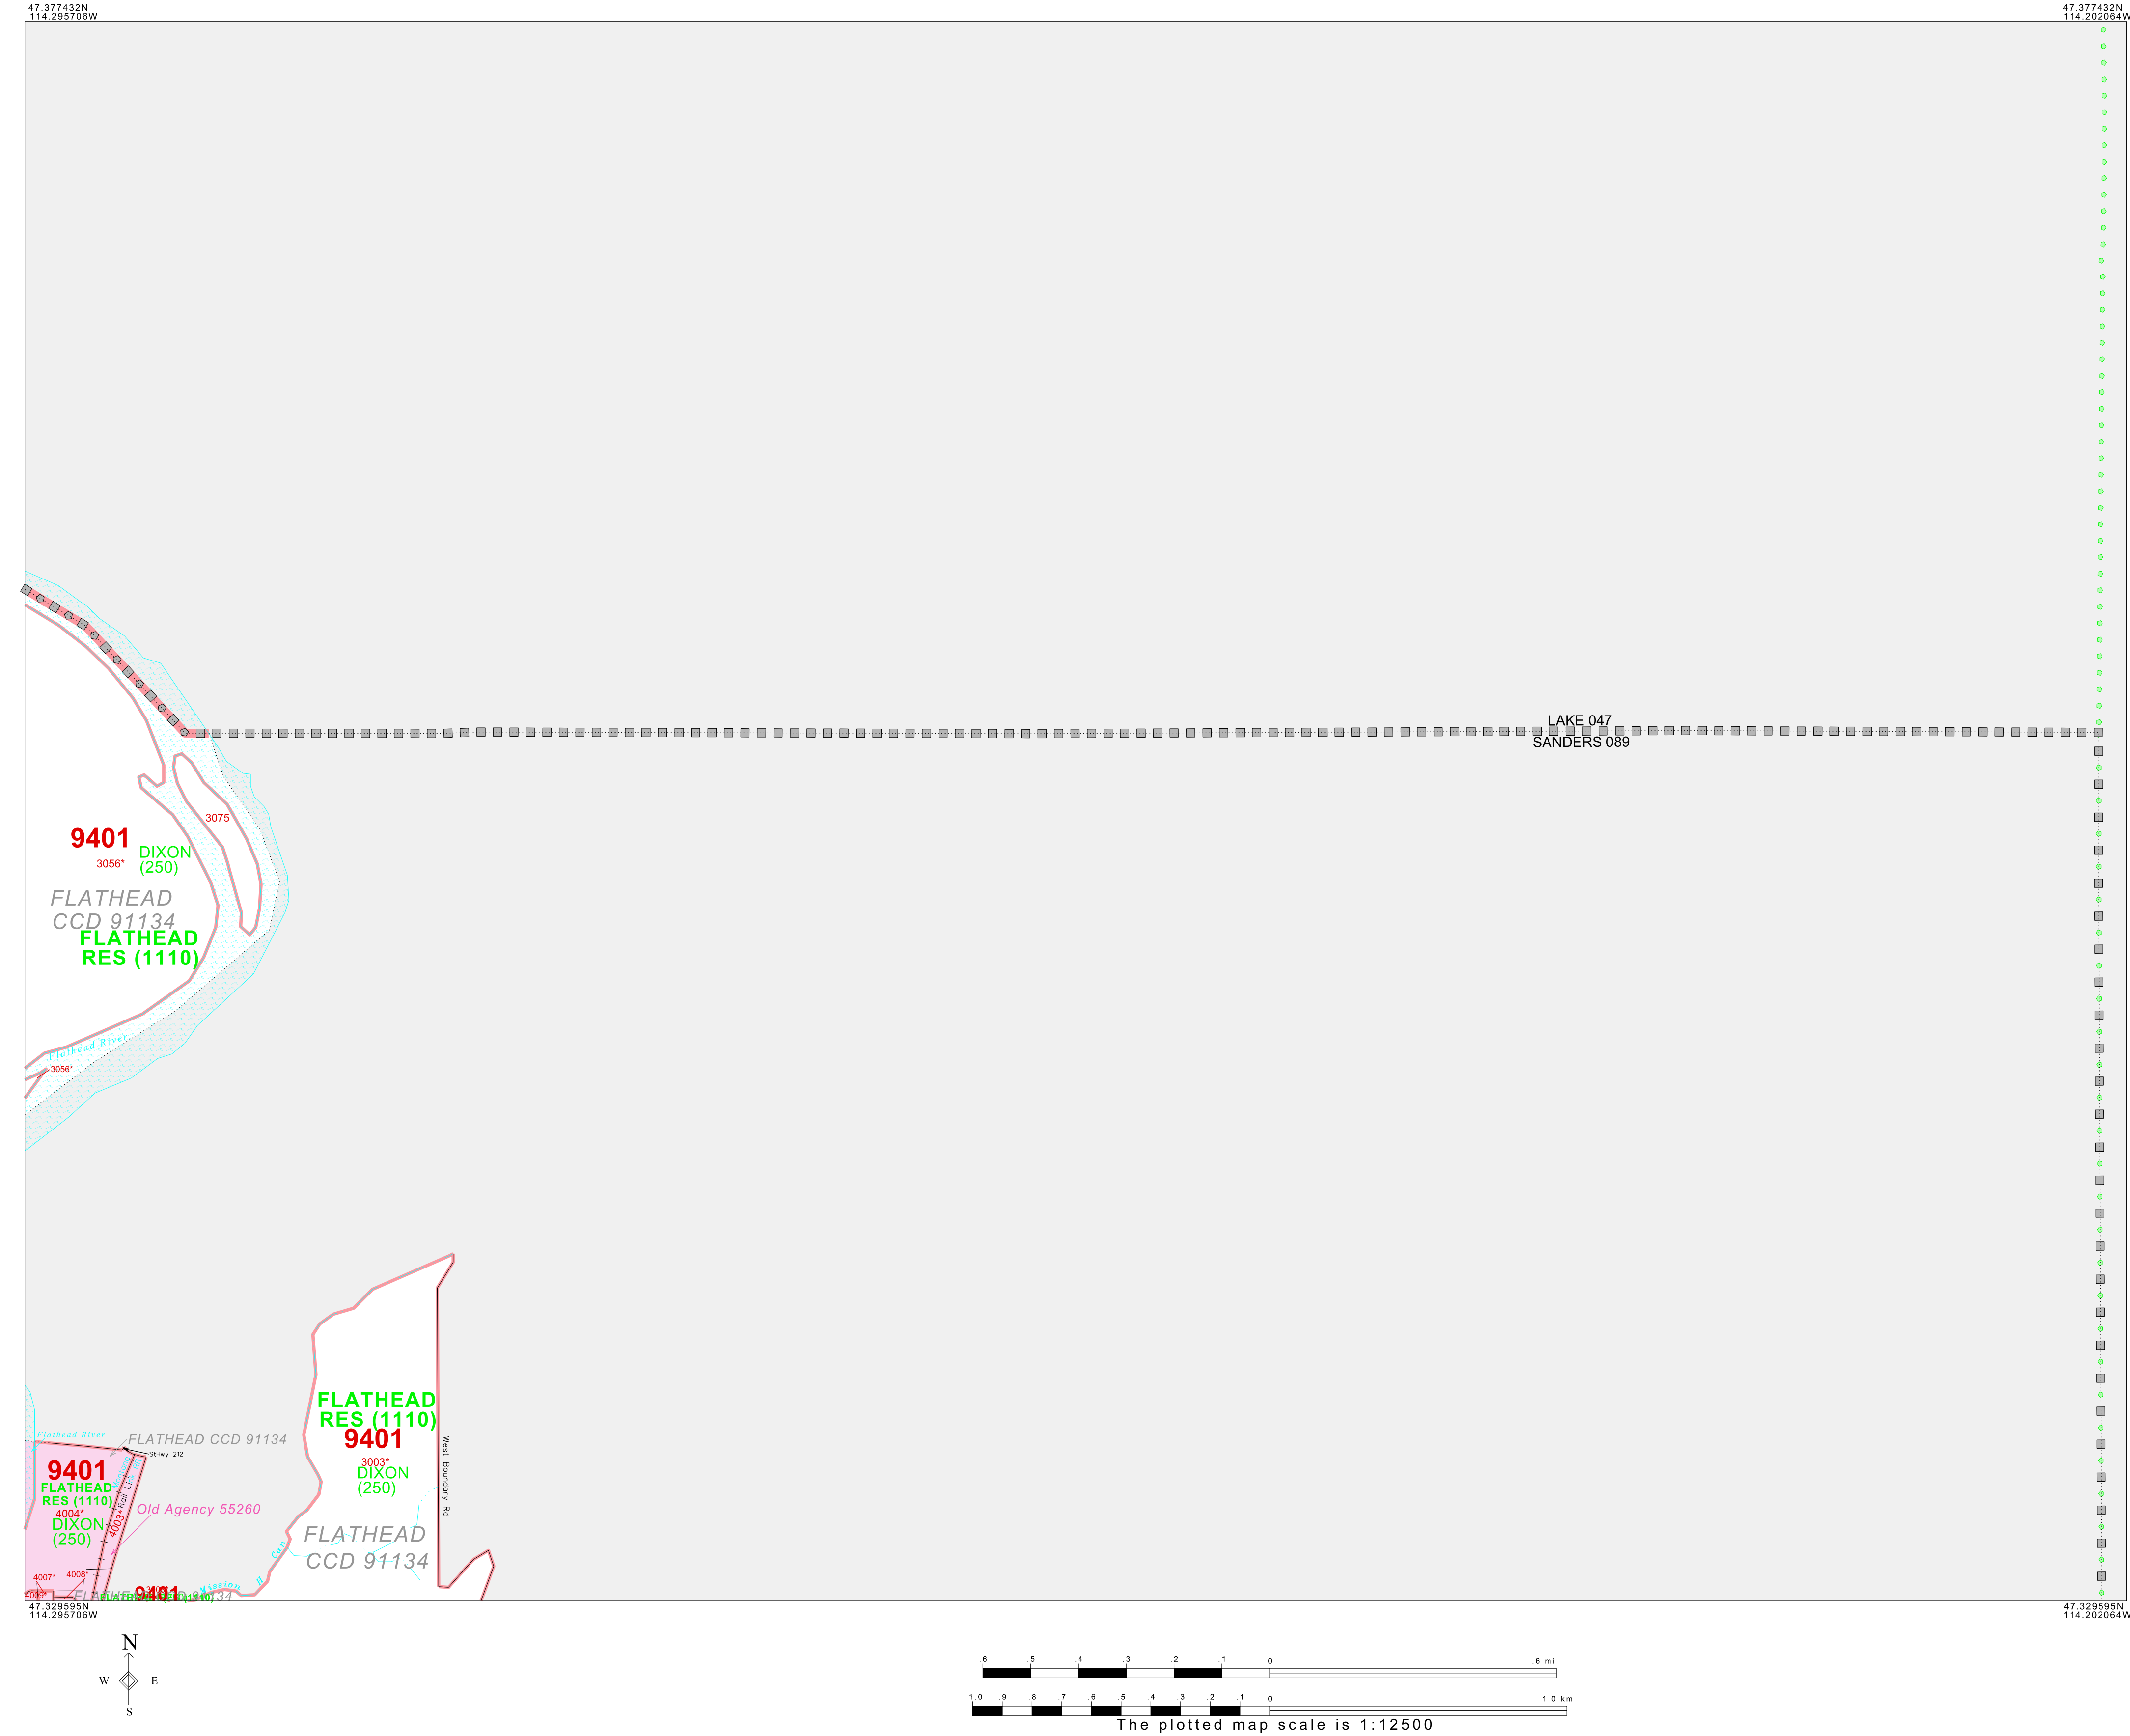 47.377432N
114.295706W
47.377432N
114.202064W
LAKE 047
SANDERS 089
3075
9401
3056*
DIXON
(250)
FLATHEAD
CCD 91134
FLATHEAD
RES (1110)
Flathead River
3056*
FLATHEAD
RES (1110)
9401
3003*
DIXON
(250)
West Boundary Rd
FLATHEAD
CCD 91134
Flathead River
FLATHEAD CCD 91134
StHwy 212
9401
FLATHEAD
RES (1110)
4004*
DIXON
(250)
4003*
Old Agency 55260
4007*
4008*
4009*
9401
Mission H Can
47.329595N
114.295706W
47.329595N
114.202064W
N
W E
S
.6 .5 .4 .3 .2 .1 0 .6 mi
1.0 .9 .8 .7 .6 .5 .4 .3 .2 .1 0 1.0 km
The plotted map scale is 1:12500